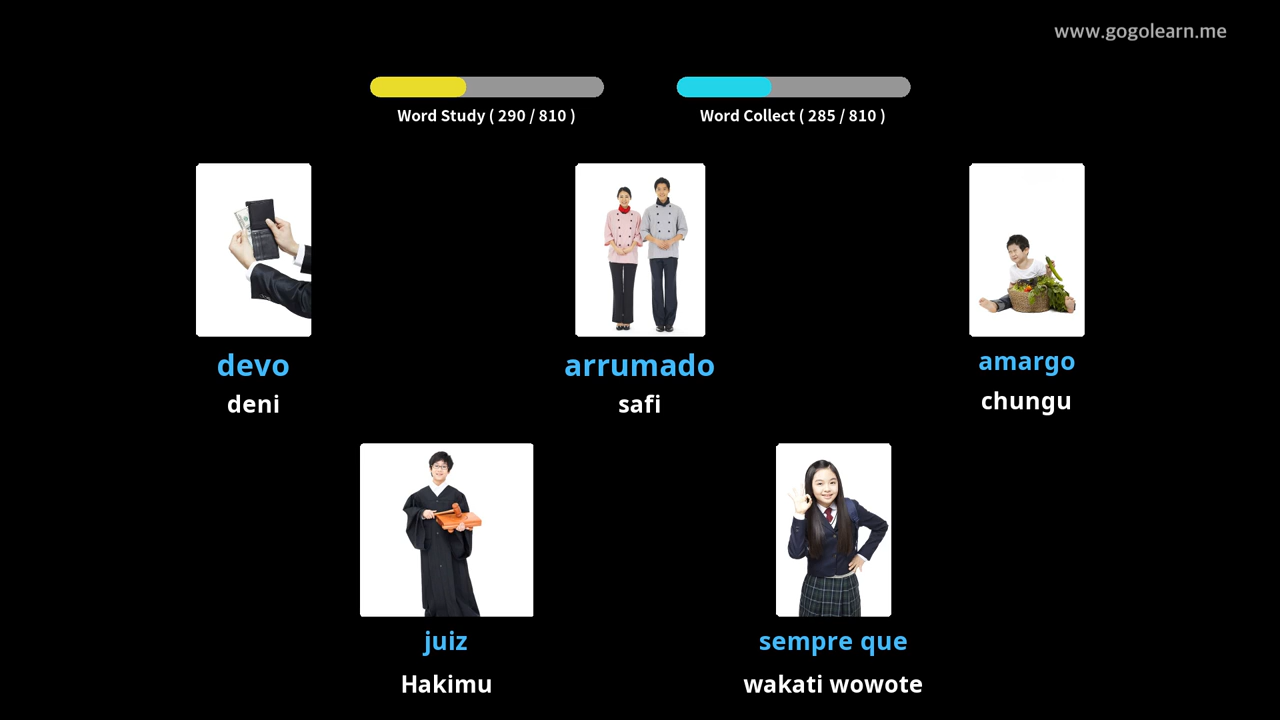 www.gogolearn.me
Word Study ( 290 / 810 )
Word Collect ( 285 / 810 )
devo
deni
arrumado
safi
amargo
chungu
juiz
Hakimu
sempre que
wakati wowote